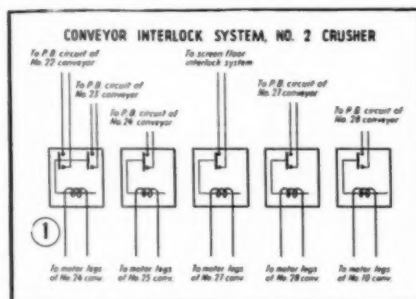 CONVEYOR INTERLOCK SYSTEM, NO. 2 CRUSHER
To P.B. circuit of
No. 22 conveyor
To P.B. circuit of
No. 23 conveyor
To P.B. circuit of
No. 24 conveyor
To screen floor
interlock system
To P.B. circuit of
No. 27 conveyor
To P.B. circuit of
No. 28 conveyor
1
To motor legs
of No. 24 conv.
To motor legs
of No. 25 conv.
To motor legs
of No. 27 conv.
To motor legs
of No. 28 conv.
To motor legs
of No. 10 conv.